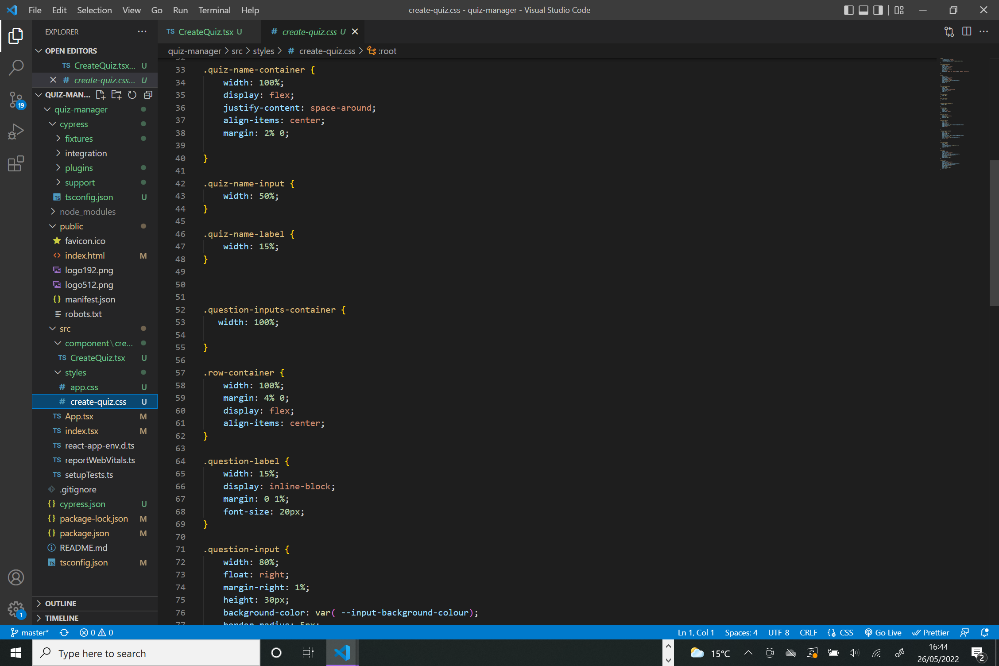 File Edit Selection View Go Run Terminal Help
create-quiz.css - quiz-manager - Visual Studio Code
EXPLORER
OPEN EDITORS
TS CreateQuiz.tsx... U
# create-quiz.css... U
QUIZ-MAN...
quiz-manager
cypress
fixtures
integration
plugins
support
TS tsconfig.json U
node_modules
public
favicon.ico
<> index.html M
logo192.png
logo512.png
{} manifest.json
robots.txt
src
component\cre...
TS CreateQuiz.tsx U
styles
# app.css U
# create-quiz.css U
TS App.tsx M
TS index.tsx M
TS react-app-env.d.ts
TS reportWebVitals.ts
TS setupTests.ts
.gitignore
{} cypress.json U
{} package-lock.json M
{} package.json M
README.md
TS tsconfig.json M
OUTLINE
TIMELINE
19
1
TS CreateQuiz.tsx U
# create-quiz.css U
quiz-manager > src > styles > # create-quiz.css > :root
32
33 .quiz-name-container {
34 width: 100%;
35 display: flex;
36 justify-content: space-around;
37 align-items: center;
38 margin: 2% 0;
39
40 }
41
42 .quiz-name-input {
43 width: 50%;
44 }
45
46 .quiz-name-label {
47 width: 15%;
48 }
49
50
51
52 .question-inputs-container {
53 width: 100%;
54
55 }
56
57 .row-container {
58 width: 100%;
59 margin: 4% 0;
60 display: flex;
61 align-items: center;
62 }
63
64 .question-label {
65 width: 15%;
66 display: inline-block;
67 margin: 0 1%;
68 font-size: 20px;
69 }
70
71 .question-input {
72 width: 80%;
73 float: right;
74 margin-right: 1%;
75 height: 30px;
76 background-color: var( --input-background-colour);
77 border-radius: 5px;
master* 0 0
Ln 1, Col 1 Spaces: 4 UTF-8 CRLF {} CSS Go Live Prettier
Type here to search
15°C
16:44
26/05/2022
2